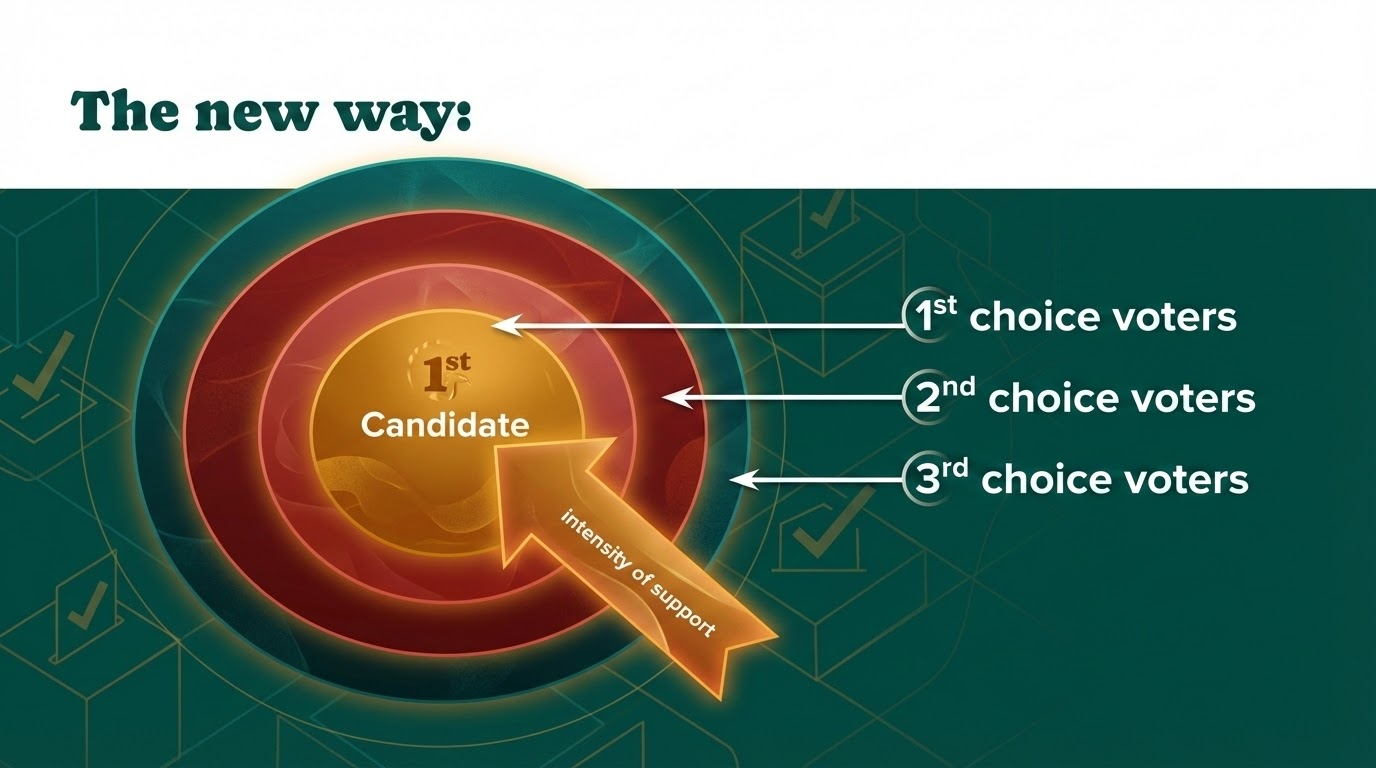 The new way:
1st
Candidate
intensity of support
1st choice voters
2nd choice voters
3rd choice voters